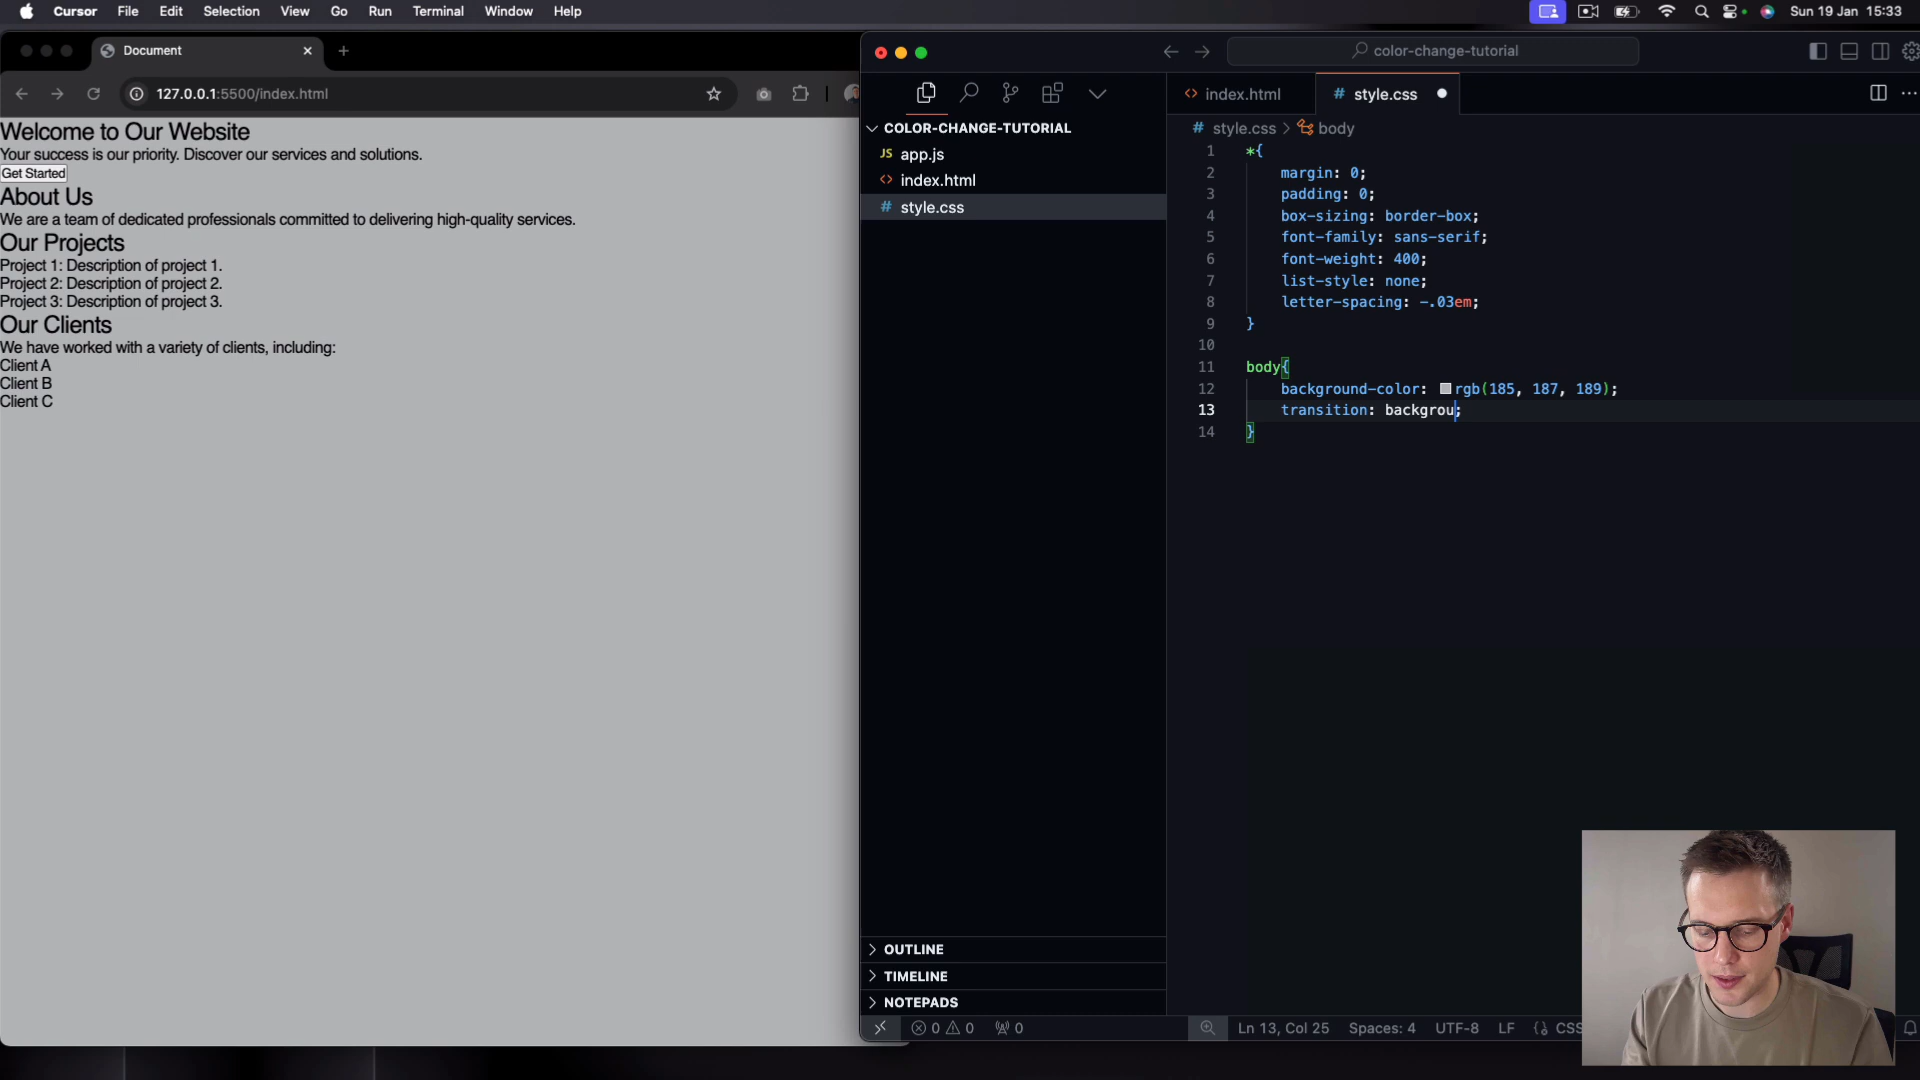 Cursor File Edit Selection View Go Run Terminal Window Help
Sun 19 Jan 15:33
Document
127.0.0.1:5500/index.html
Welcome to Our Website
Your success is our priority. Discover our services and solutions.
Get Started
About Us
We are a team of dedicated professionals committed to delivering high-quality services.
Our Projects
Project 1: Description of project 1.
Project 2: Description of project 2.
Project 3: Description of project 3.
Our Clients
We have worked with a variety of clients, including:
Client A
Client B
Client C
color-change-tutorial
COLOR-CHANGE-TUTORIAL
JS app.js
<> index.html
# style.css
OUTLINE
TIMELINE
NOTEPADS
<> index.html
# style.css
# style.css > body
1 *{
2 margin: 0;
3 padding: 0;
4 box-sizing: border-box;
5 font-family: sans-serif;
6 font-weight: 400;
7 list-style: none;
8 letter-spacing: -.03em;
9 }
10
11 body{
12 background-color: rgb(185, 187, 189);
13 transition: backgrou;
14 }
0 0 0
Ln 13, Col 25 Spaces: 4 UTF-8 LF {} CSS